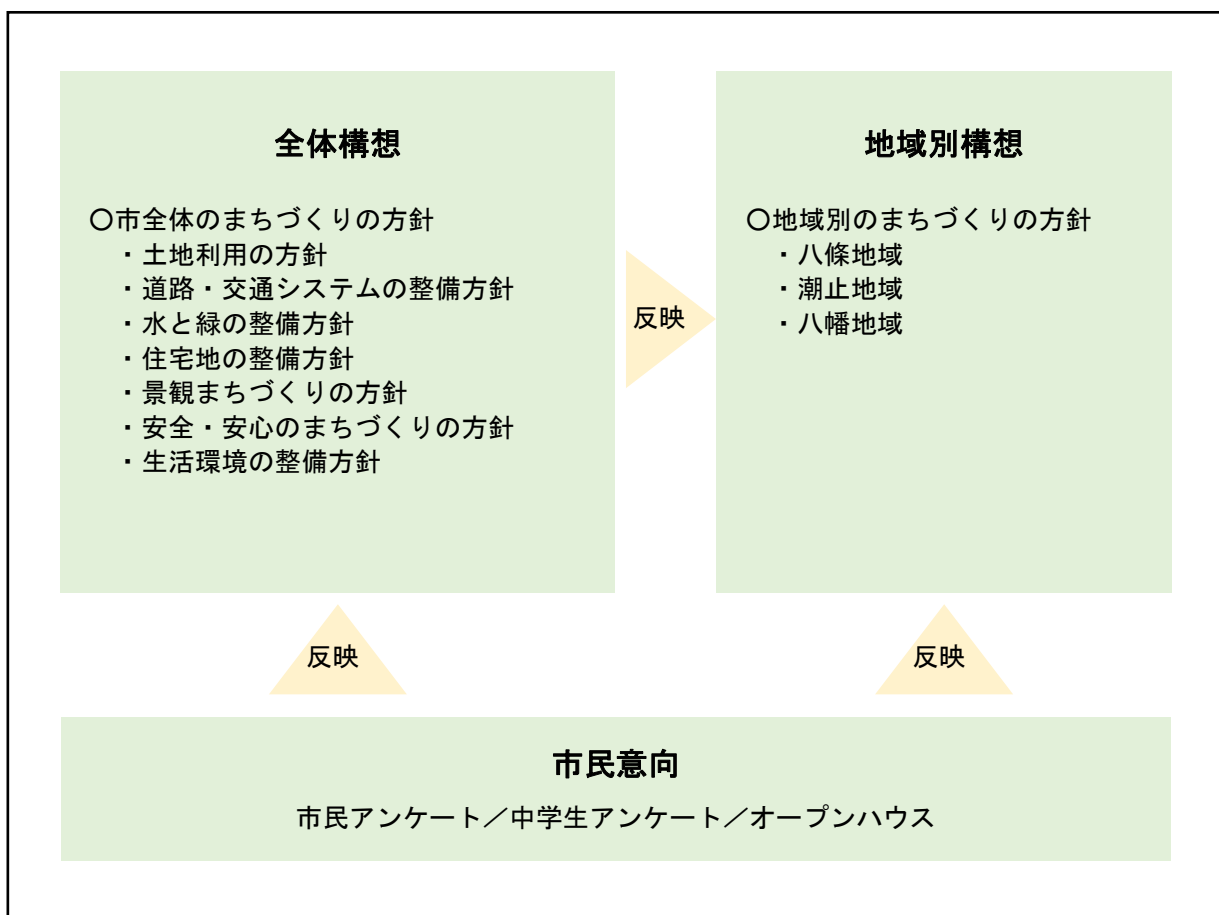 全体構想
〇市全体のまちづくりの方針
・土地利用の方針
・道路・交通システムの整備方針
・水と緑の整備方針
・住宅地の整備方針
・景観まちづくりの方針
・安全・安心のまちづくりの方針
・生活環境の整備方針
反映
地域別構想
〇地域別のまちづくりの方針
・八條地域
・潮止地域
・八幡地域
反映
反映
市民意向
市民アンケート／中学生アンケート／オープンハウス